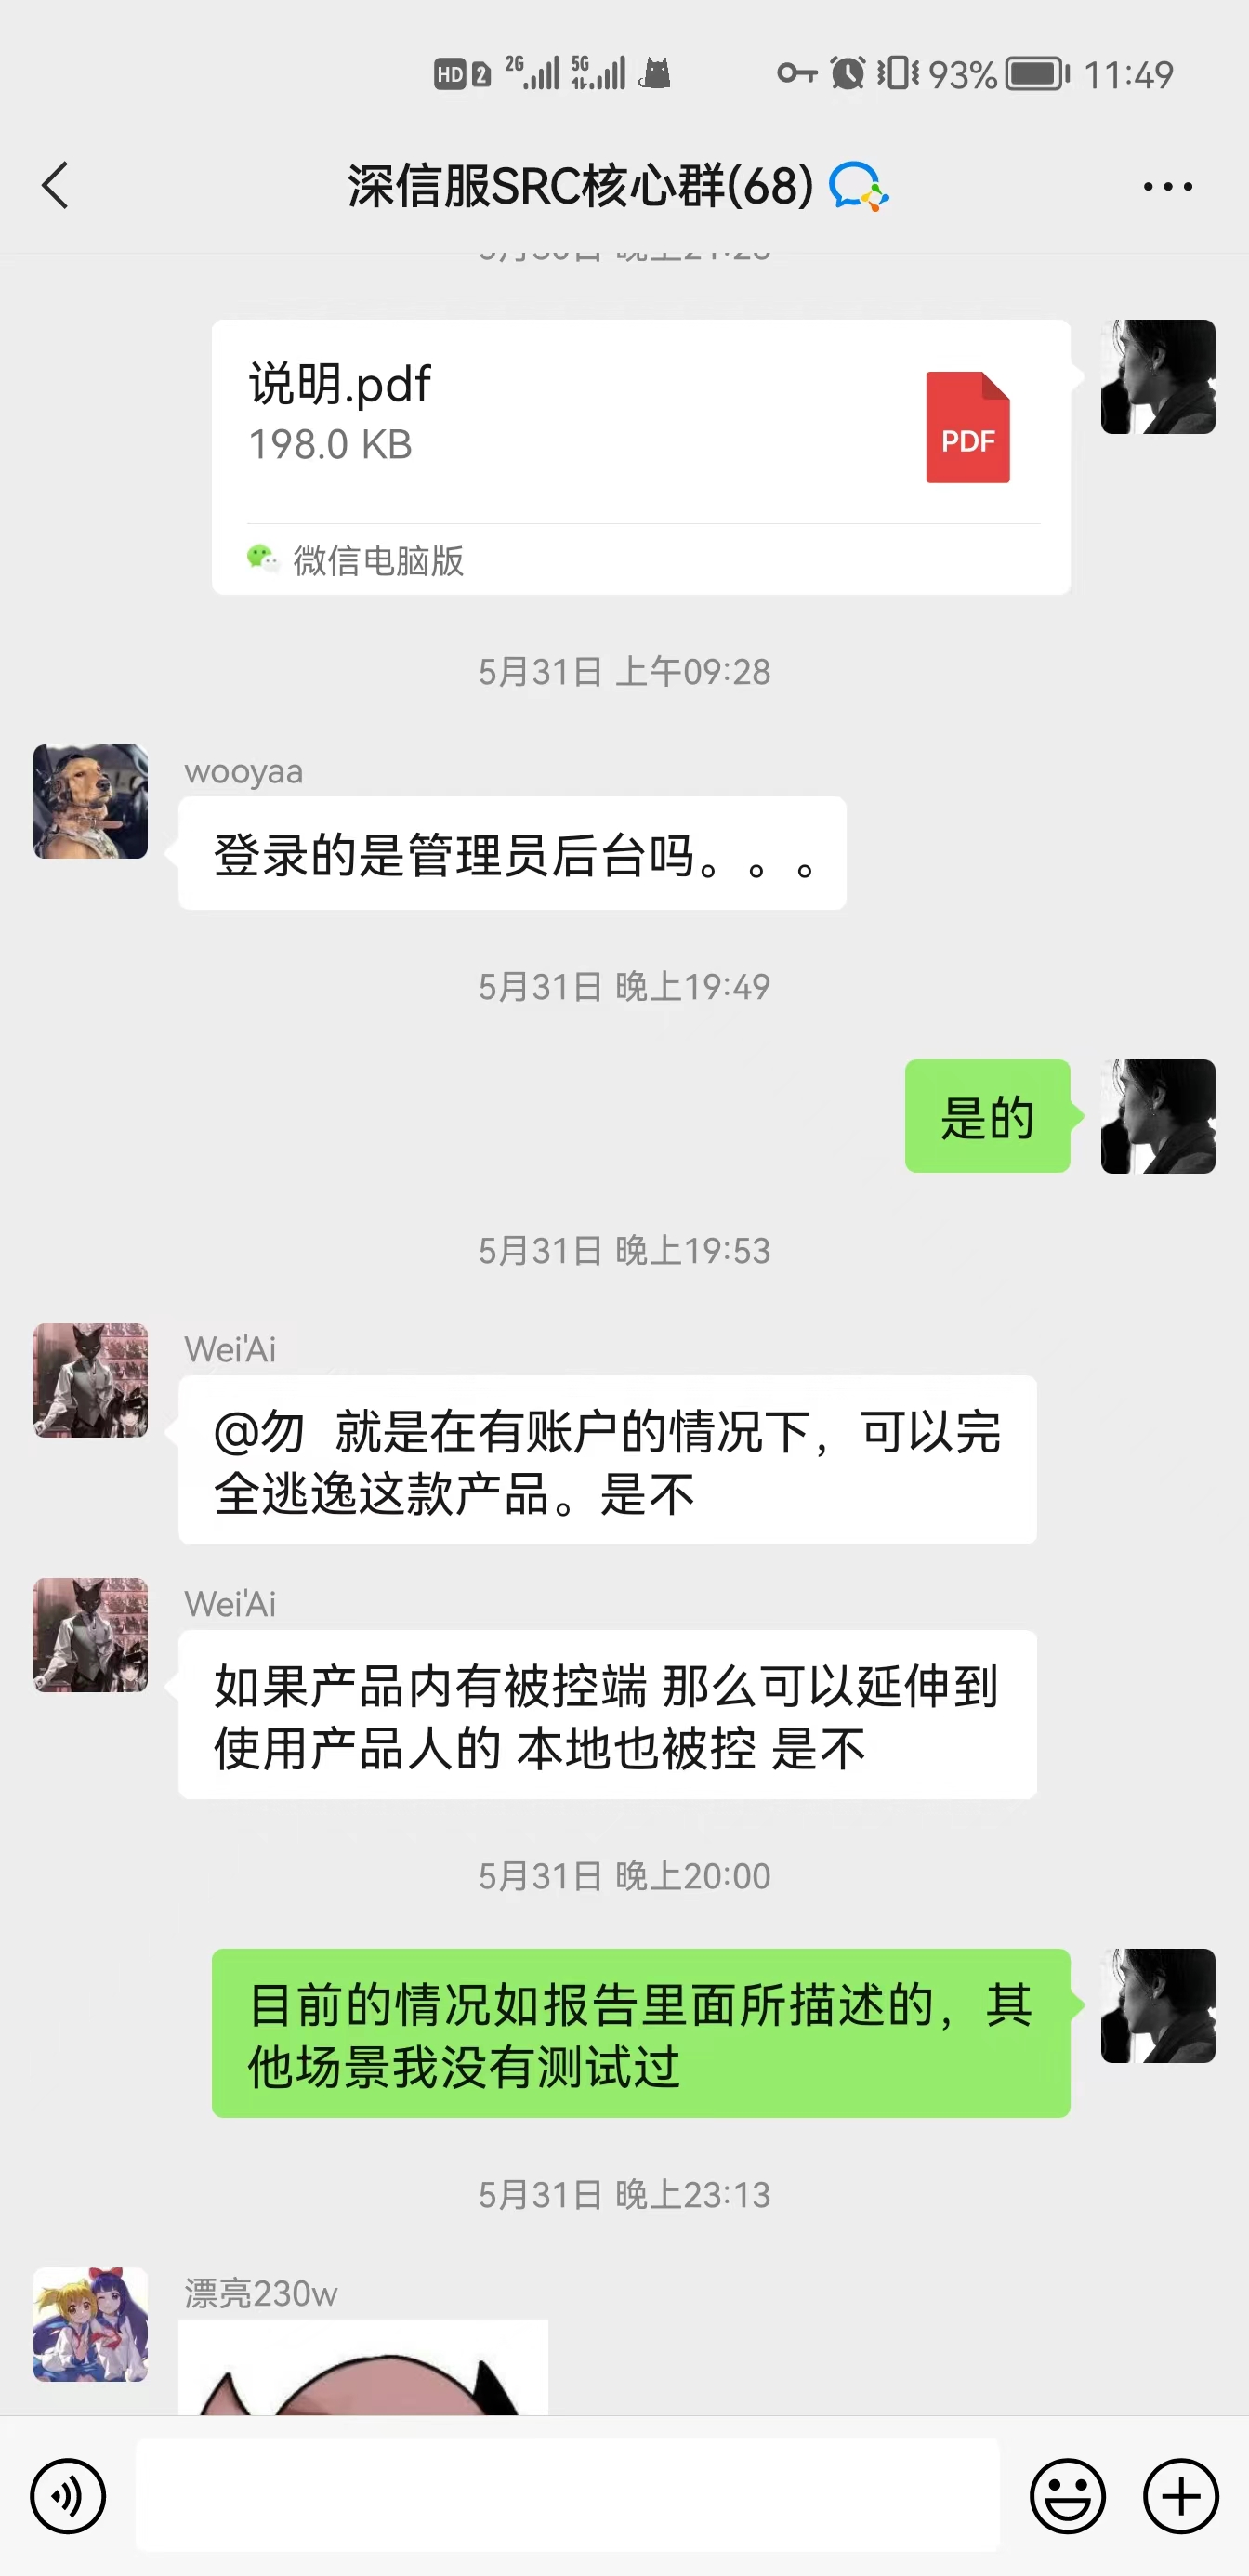 HD 2 2G 5G 93% 11:49
深信服SRC核心群(68)
说明.pdf
198.0 KB
PDF
微信电脑版
5月31日 上午09:28
wooyaa
登录的是管理员后台吗。。。
5月31日 晚上19:49
是的
5月31日 晚上19:53
Wei'Ai
@勿 就是在有账户的情况下，可以完
全逃逸这款产品。是不
Wei'Ai
如果产品内有被控端 那么可以延伸到
使用产品人的 本地也被控 是不
5月31日 晚上20:00
目前的情况如报告里面所描述的，其
他场景我没有测试过
5月31日 晚上23:13
漂亮230w